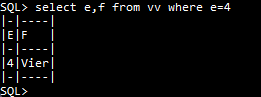 SQL> select e,f from vv where e=4
|-|----|
|E|F   |
|-|----|
|4|Vier|
|-|----|
SQL>